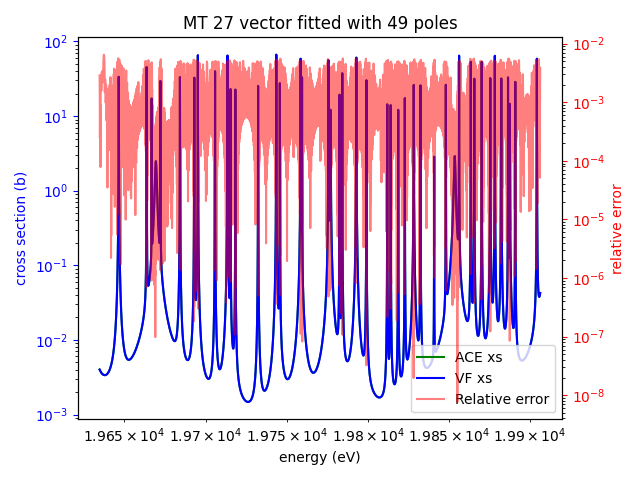 MT 27 vector fitted with 49 poles
cross section (b)
10²
10¹
10⁰
10⁻¹
10⁻²
10⁻³
10⁻²
10⁻³
10⁻⁴
10⁻⁵
10⁻⁶
10⁻⁷
10⁻⁸
relative error
ACE xs
VF xs
Relative error
1.965×10⁴ 1.97×10⁴ 1.975×10⁴ 1.98×10⁴ 1.985×10⁴ 1.99×10⁴
energy (eV)